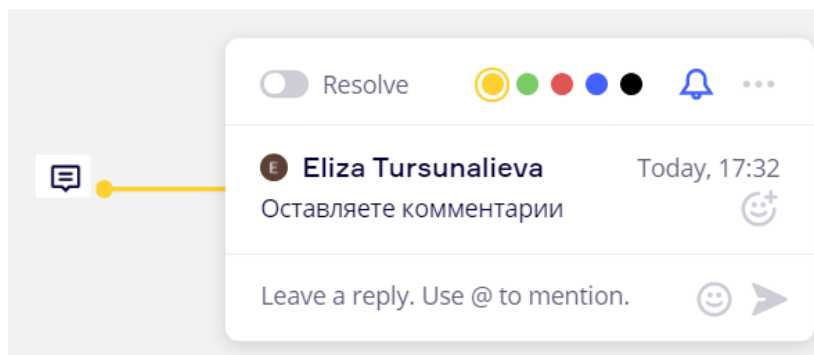 Resolve
E Eliza Tursunalieva Today, 17:32
Оставляете комментарии
Leave a reply. Use @ to mention.